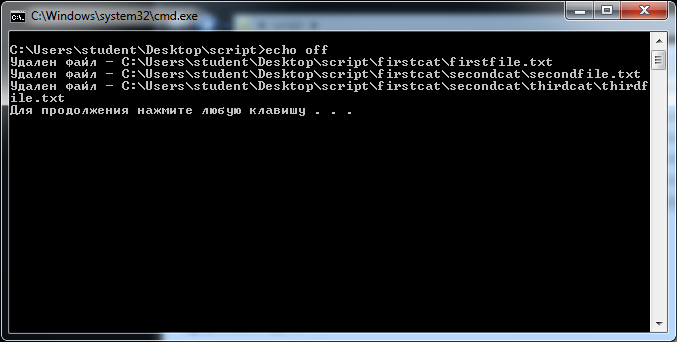 C:\Windows\system32\cmd.exe
C:\Users\student\Desktop\script>echo off
Удален файл - C:\Users\student\Desktop\script\firstcat\firstfile.txt
Удален файл - C:\Users\student\Desktop\script\firstcat\secondcat\secondfile.txt
Удален файл - C:\Users\student\Desktop\script\firstcat\secondcat\thirdcat\thirdf
ile.txt
Для продолжения нажмите любую клавишу . . .